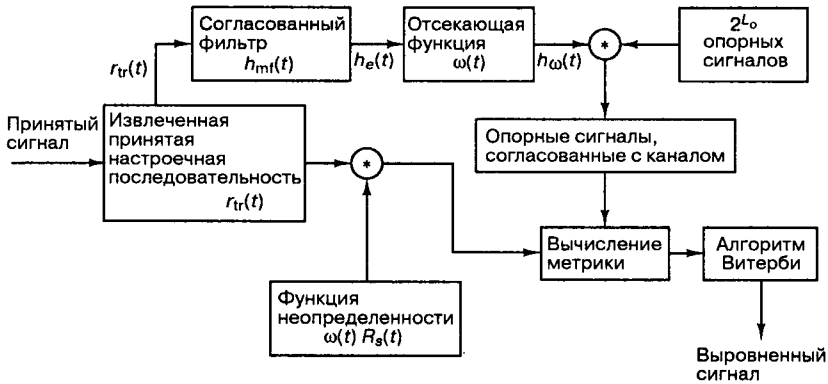 Согласованный
фильтр
h_mf(t)
Отсекающая
функция
ω(t)
2^L_o
опорных
сигналов
r_tr(t)
h_e(t)
h_ω(t)
*
Принятый
сигнал
Извлеченная
принятая
настроечная
последовательность
r_tr(t)
*
Опорные сигналы,
согласованные с каналом
Вычисление
метрики
Алгоритм
Витерби
Функция
неопределенности
ω(t) R_s(t)
Выровненный
сигнал